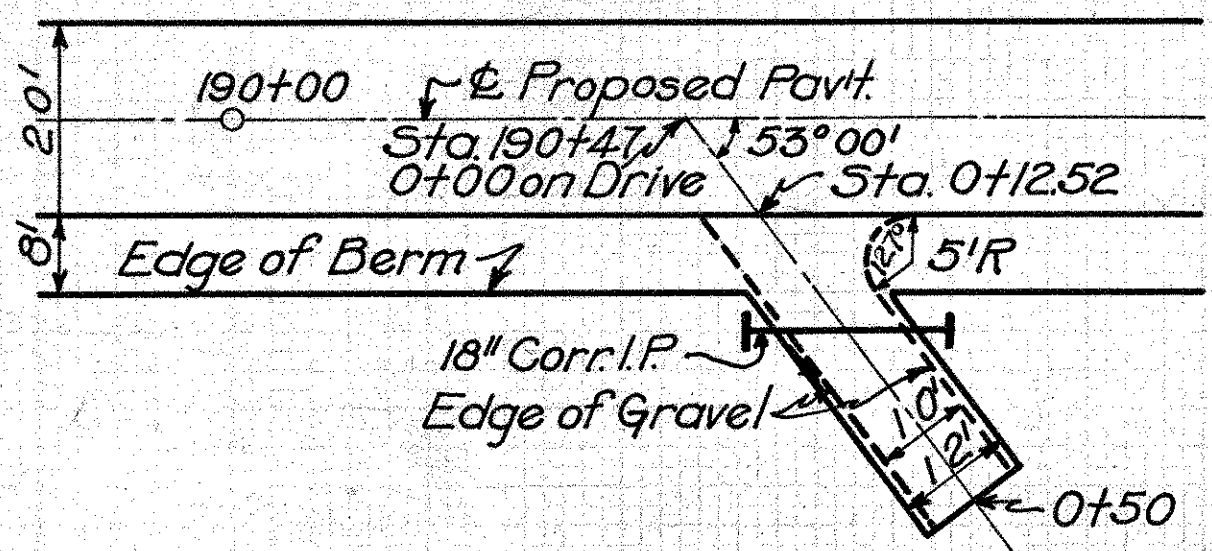 20'
190+00
℄ Proposed Pav't.
Sta. 190+47
0+00 on Drive
53°00'
Sta. 0+12.52
8'
Edge of Berm
127°
5'R
18" Corr. I.P.
Edge of Gravel
10'
12'
0+50